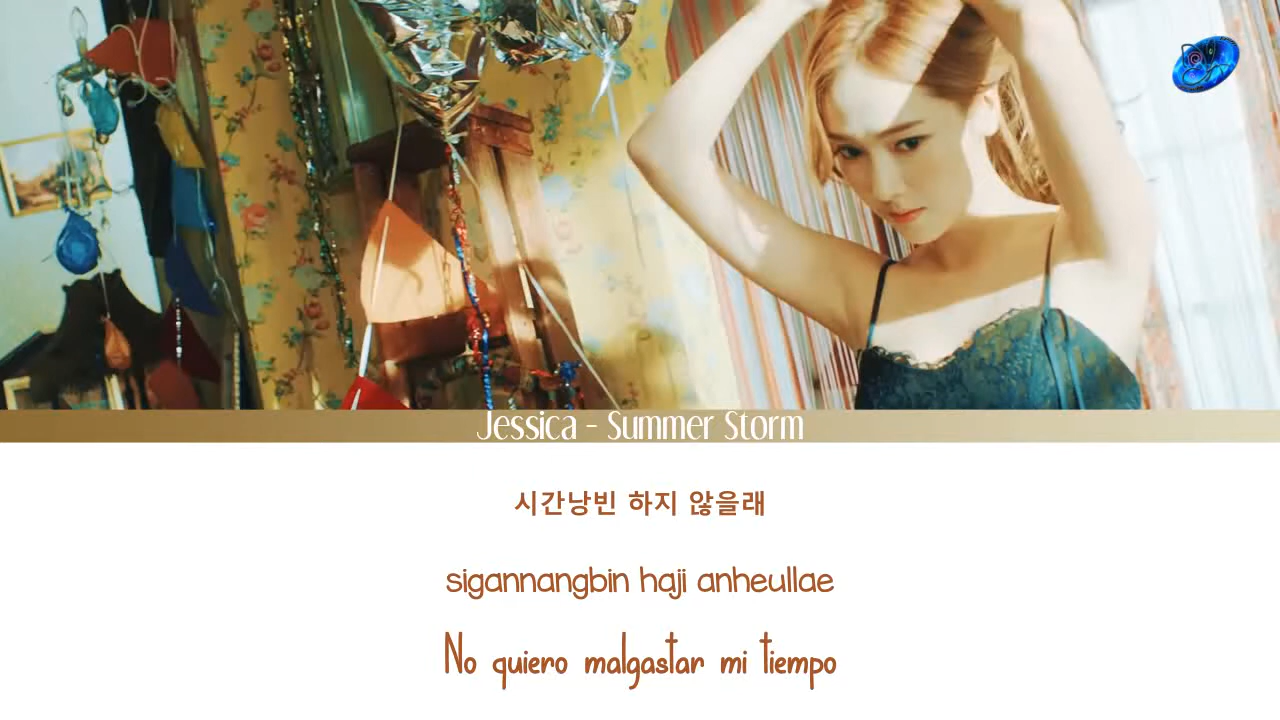 Jessica - Summer Storm
시간낭빈 하지 않을래
sigannangbin haji anheullae
No quiero malgastar mi tiempo